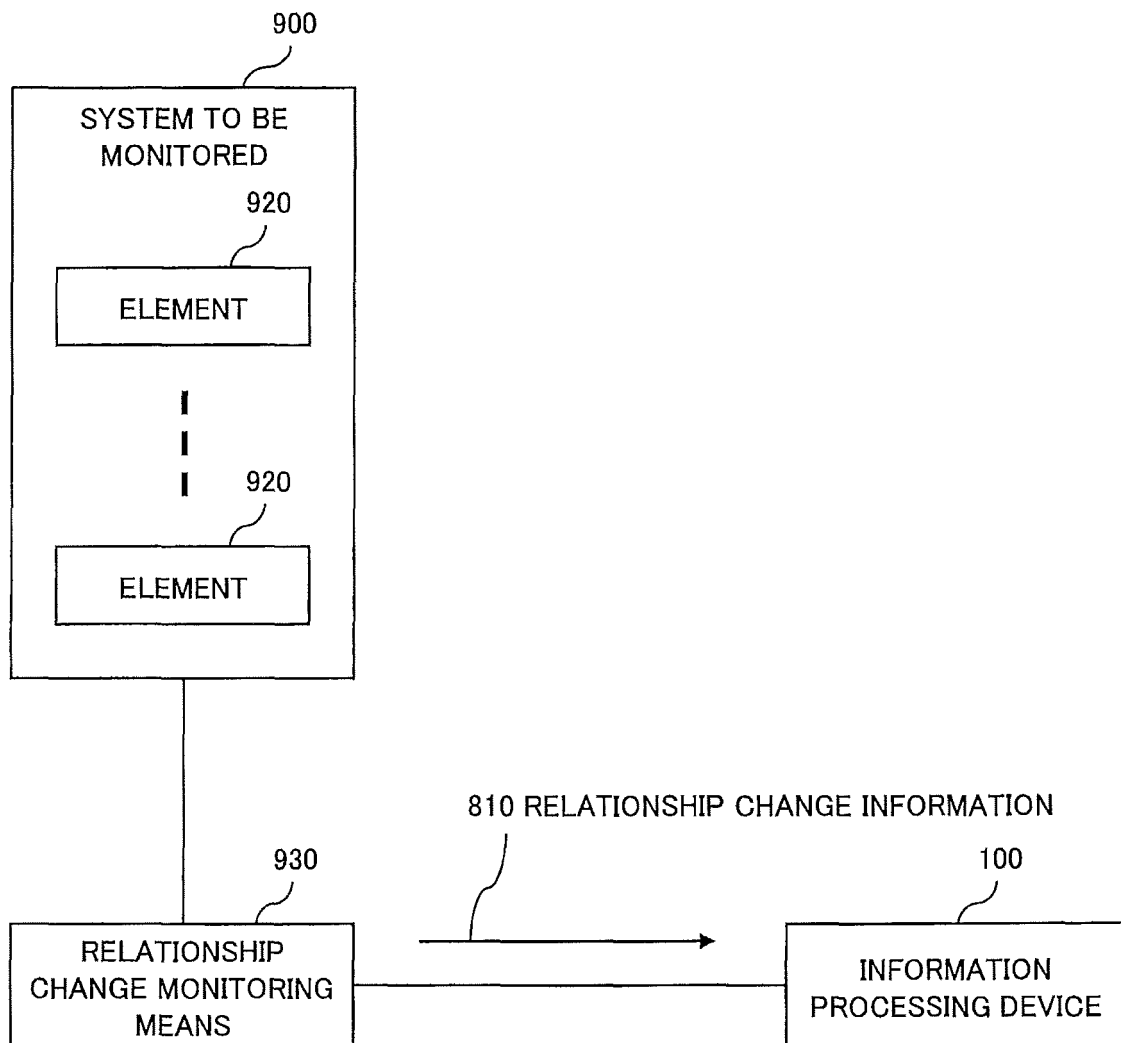 900
SYSTEM TO BE
MONITORED
920
ELEMENT
920
ELEMENT
810 RELATIONSHIP CHANGE INFORMATION
930
100
RELATIONSHIP
CHANGE MONITORING
MEANS
INFORMATION
PROCESSING DEVICE